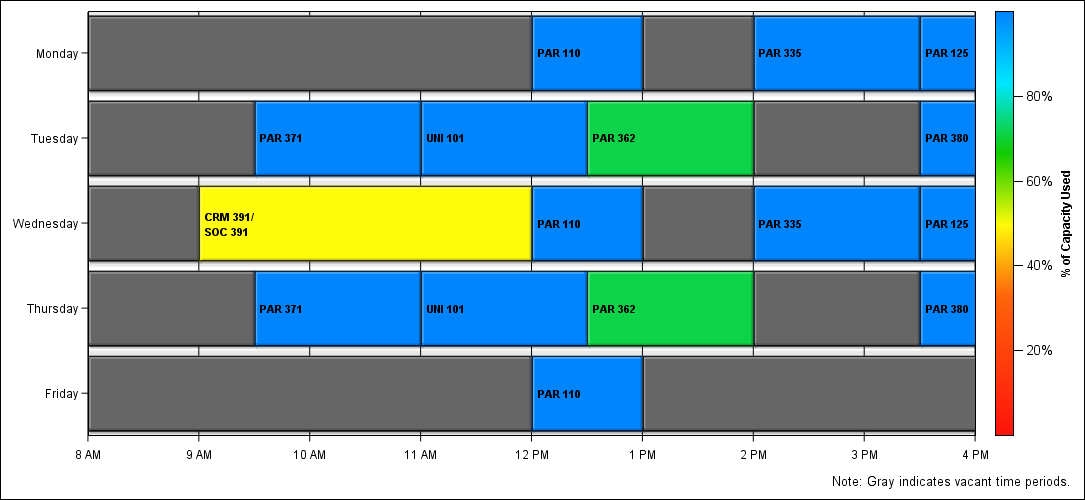 Monday
PAR 110
PAR 335
PAR 125
80%
Tuesday
PAR 371
UNI 101
PAR 362
PAR 380
60%
Wednesday
CRM 391/
SOC 391
PAR 110
PAR 335
PAR 125
% of Capacity Used
40%
Thursday
PAR 371
UNI 101
PAR 362
PAR 380
20%
Friday
PAR 110
8 AM
9 AM
10 AM
11 AM
12 PM
1 PM
2 PM
3 PM
4 PM
Note: Gray indicates vacant time periods.